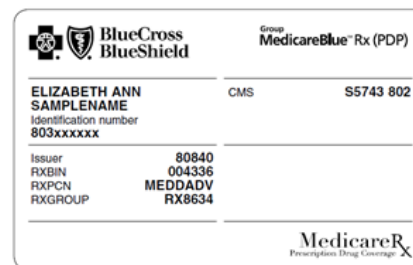 BlueCross
BlueShield
Group
MedicareBlue℠ Rx (PDP)
ELIZABETH ANN
SAMPLENAME
Identification number
803xxxxxx
CMS S5743 802
Issuer 80840
RXBIN 004336
RXPCN MEDDADV
RXGROUP RX8634
MedicareRx
Prescription Drug Coverage